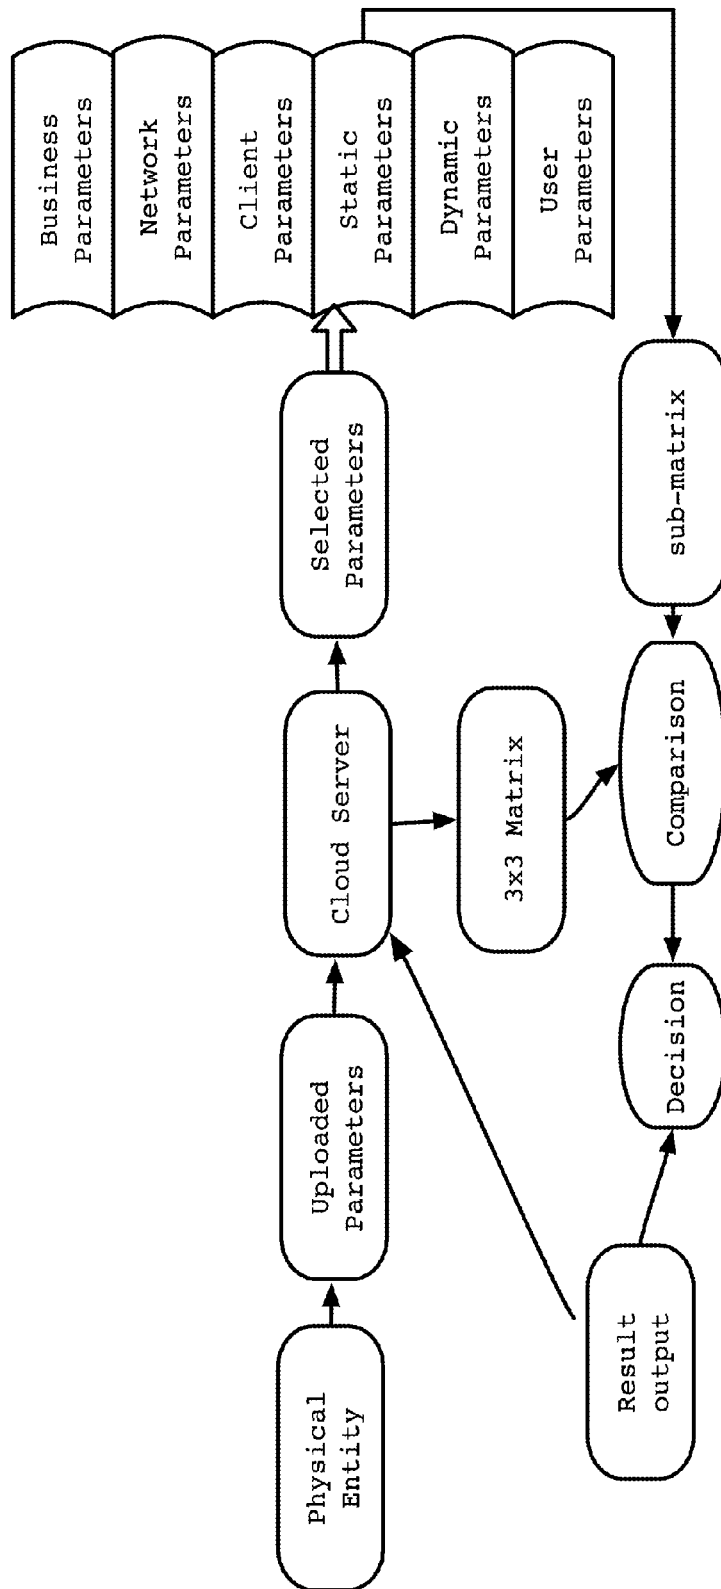 Business
Parameters
Network
Parameters
Client
Parameters
Static
Parameters
Dynamic
Parameters
User
Parameters
Physical
Entity
Uploaded
Parameters
Cloud Server
Selected
Parameters
3x3 Matrix
Result
output
Decision
Comparison
sub-matrix